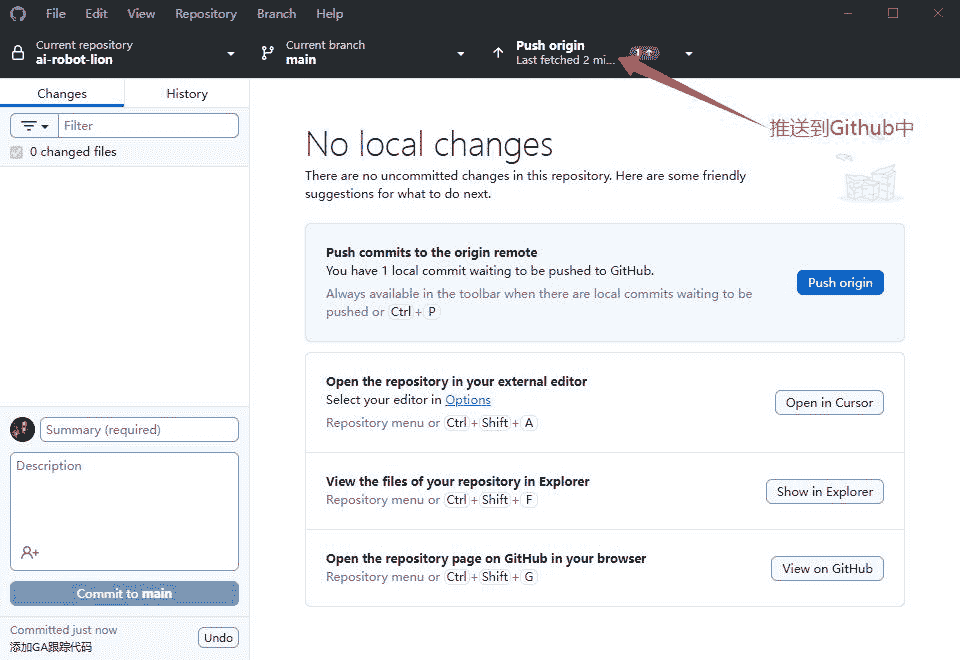 File Edit View Repository Branch Help
Current repository
ai-robot-lion
Current branch
main
Push origin
Last fetched 2 mi...
1
推送到Github中
Changes History
Filter
0 changed files
No local changes
There are no uncommitted changes in this repository. Here are some friendly
suggestions for what to do next.
Push commits to the origin remote
You have 1 local commit waiting to be pushed to GitHub.
Always available in the toolbar when there are local commits waiting to be
pushed or Ctrl + P
Push origin
Open the repository in your external editor
Select your editor in Options
Repository menu or Ctrl + Shift + A
Open in Cursor
View the files of your repository in Explorer
Repository menu or Ctrl + Shift + F
Show in Explorer
Open the repository page on GitHub in your browser
Repository menu or Ctrl + Shift + G
View on GitHub
Summary (required)
Description
Commit to main
Committed just now
添加GA跟踪代码
Undo